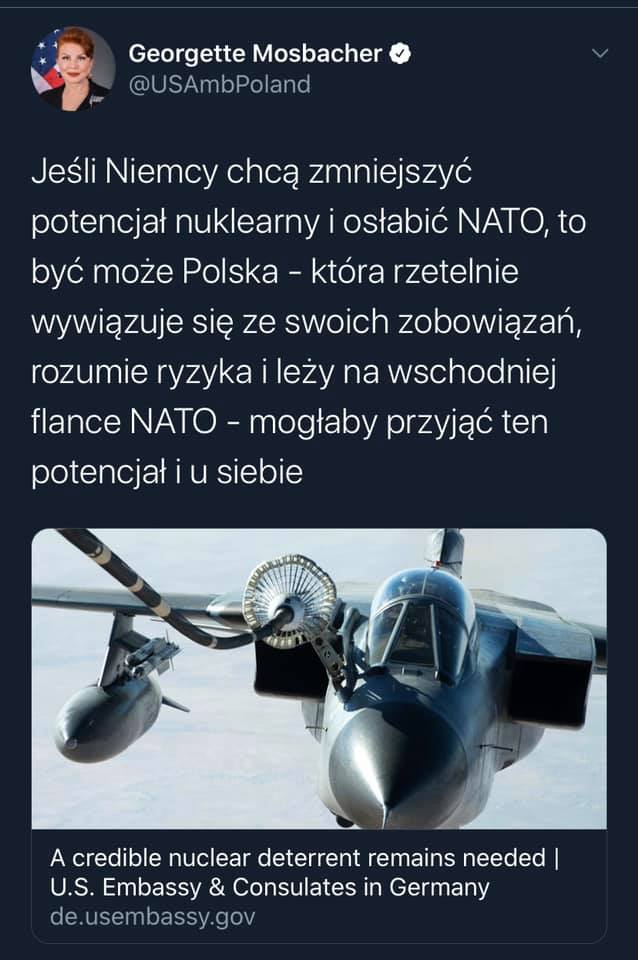 Georgette Mosbacher
@USAmbPoland
Jeśli Niemcy chcą zmniejszyć
potencjał nuklearny i osłabić NATO, to
być może Polska - która rzetelnie
wywiązuje się ze swoich zobowiązań,
rozumie ryzyka i leży na wschodniej
flance NATO - mogłaby przyjąć ten
potencjał i u siebie
A credible nuclear deterrent remains needed |
U.S. Embassy & Consulates in Germany
de.usembassy.gov